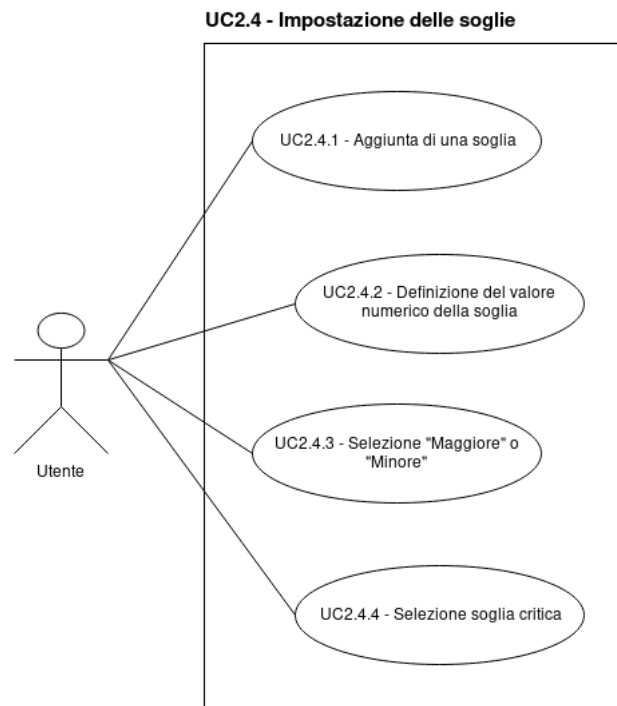 UC2.4 - Impostazione delle soglie
UC2.4.1 - Aggiunta di una soglia
UC2.4.2 - Definizione del valore
numerico della soglia
UC2.4.3 - Selezione "Maggiore" o
"Minore"
Utente
UC2.4.4 - Selezione soglia critica